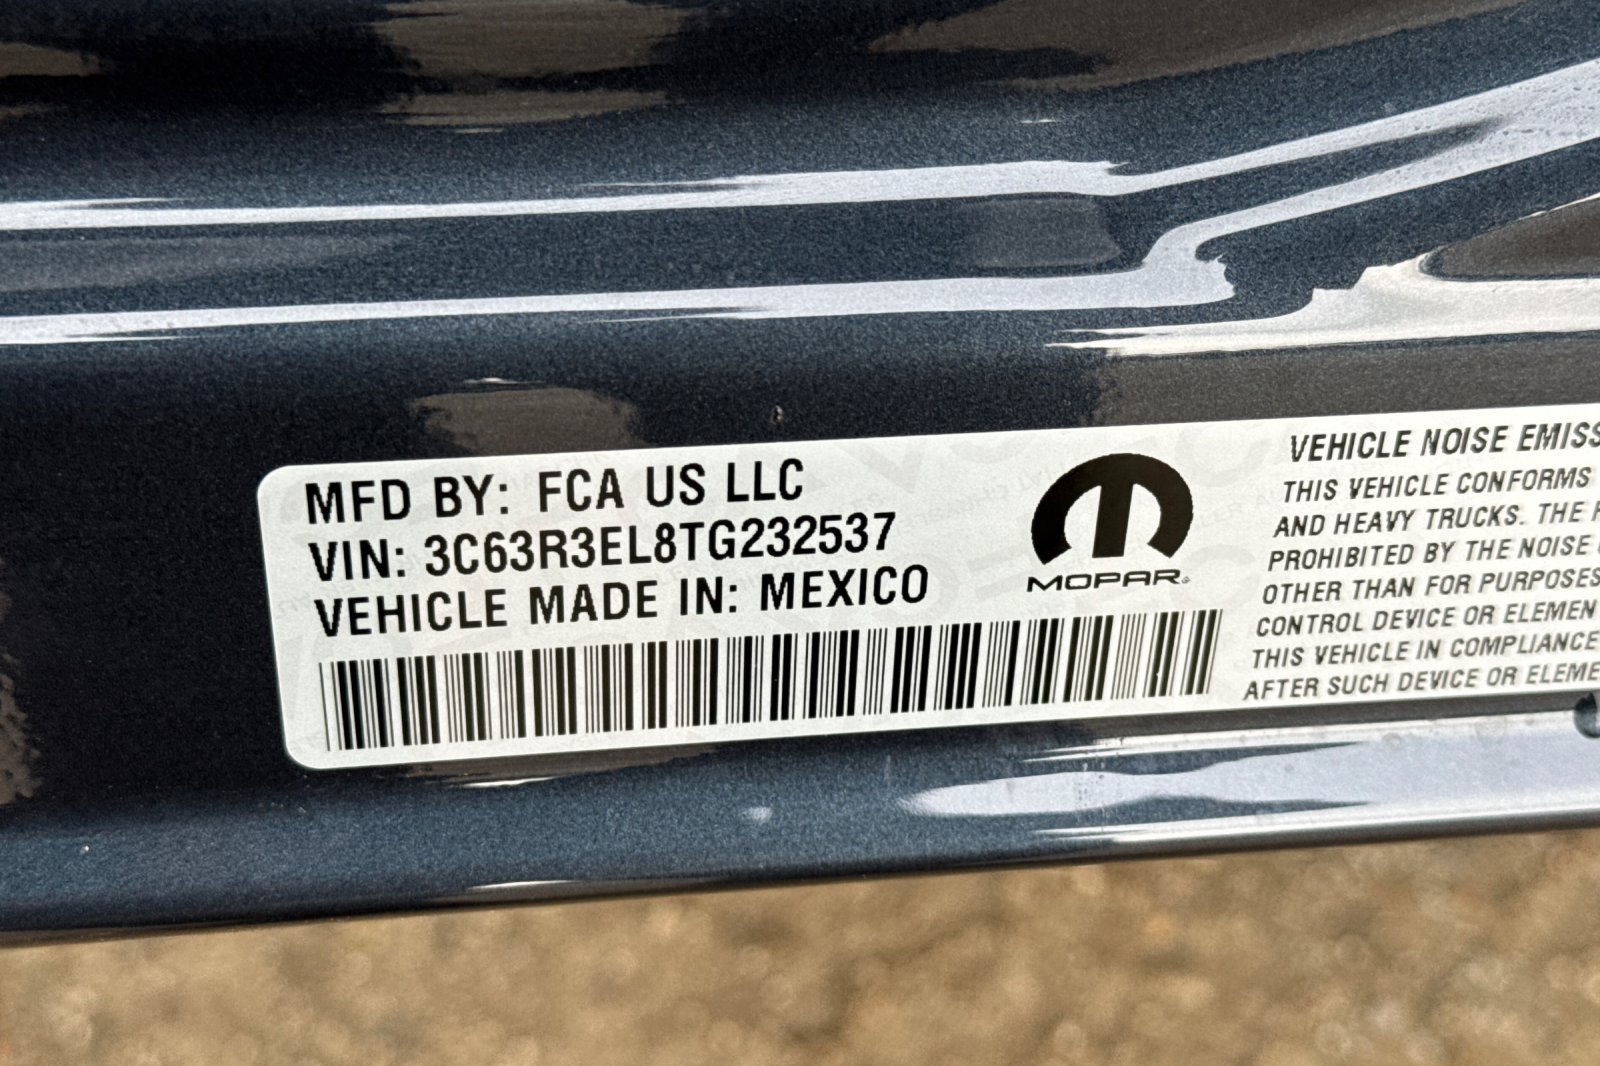 MFD BY: FCA US LLC
VIN: 3C63R3EL8TG232537
VEHICLE MADE IN: MEXICO
MOPAR
VEHICLE NOISE EMISS
THIS VEHICLE CONFORMS
AND HEAVY TRUCKS. THE F
PROHIBITED BY THE NOISE
OTHER THAN FOR PURPOSES
CONTROL DEVICE OR ELEMEN
THIS VEHICLE IN COMPLIANCE
AFTER SUCH DEVICE OR ELEME